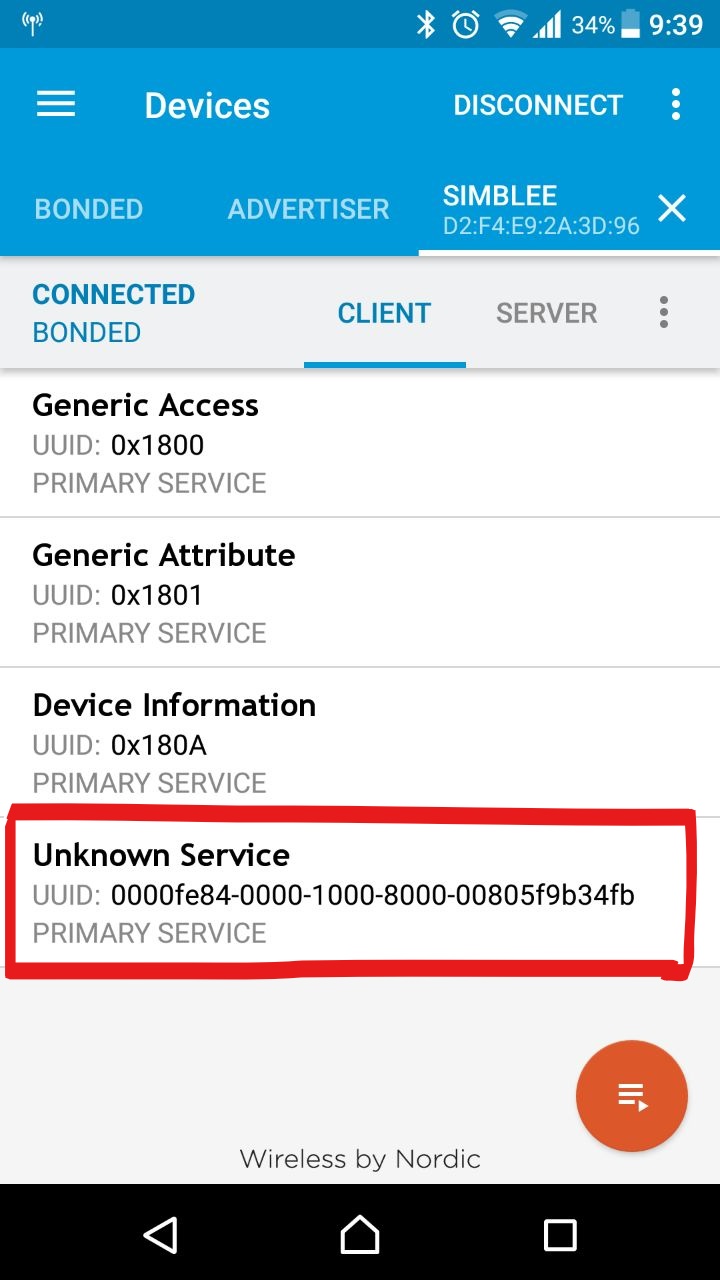 34% 9:39
Devices DISCONNECT
BONDED ADVERTISER SIMBLEE
D2:F4:E9:2A:3D:96
CONNECTED
BONDED
CLIENT SERVER
Generic Access
UUID: 0x1800
PRIMARY SERVICE
Generic Attribute
UUID: 0x1801
PRIMARY SERVICE
Device Information
UUID: 0x180A
PRIMARY SERVICE
Unknown Service
UUID: 0000fe84-0000-1000-8000-00805f9b34fb
PRIMARY SERVICE
Wireless by Nordic